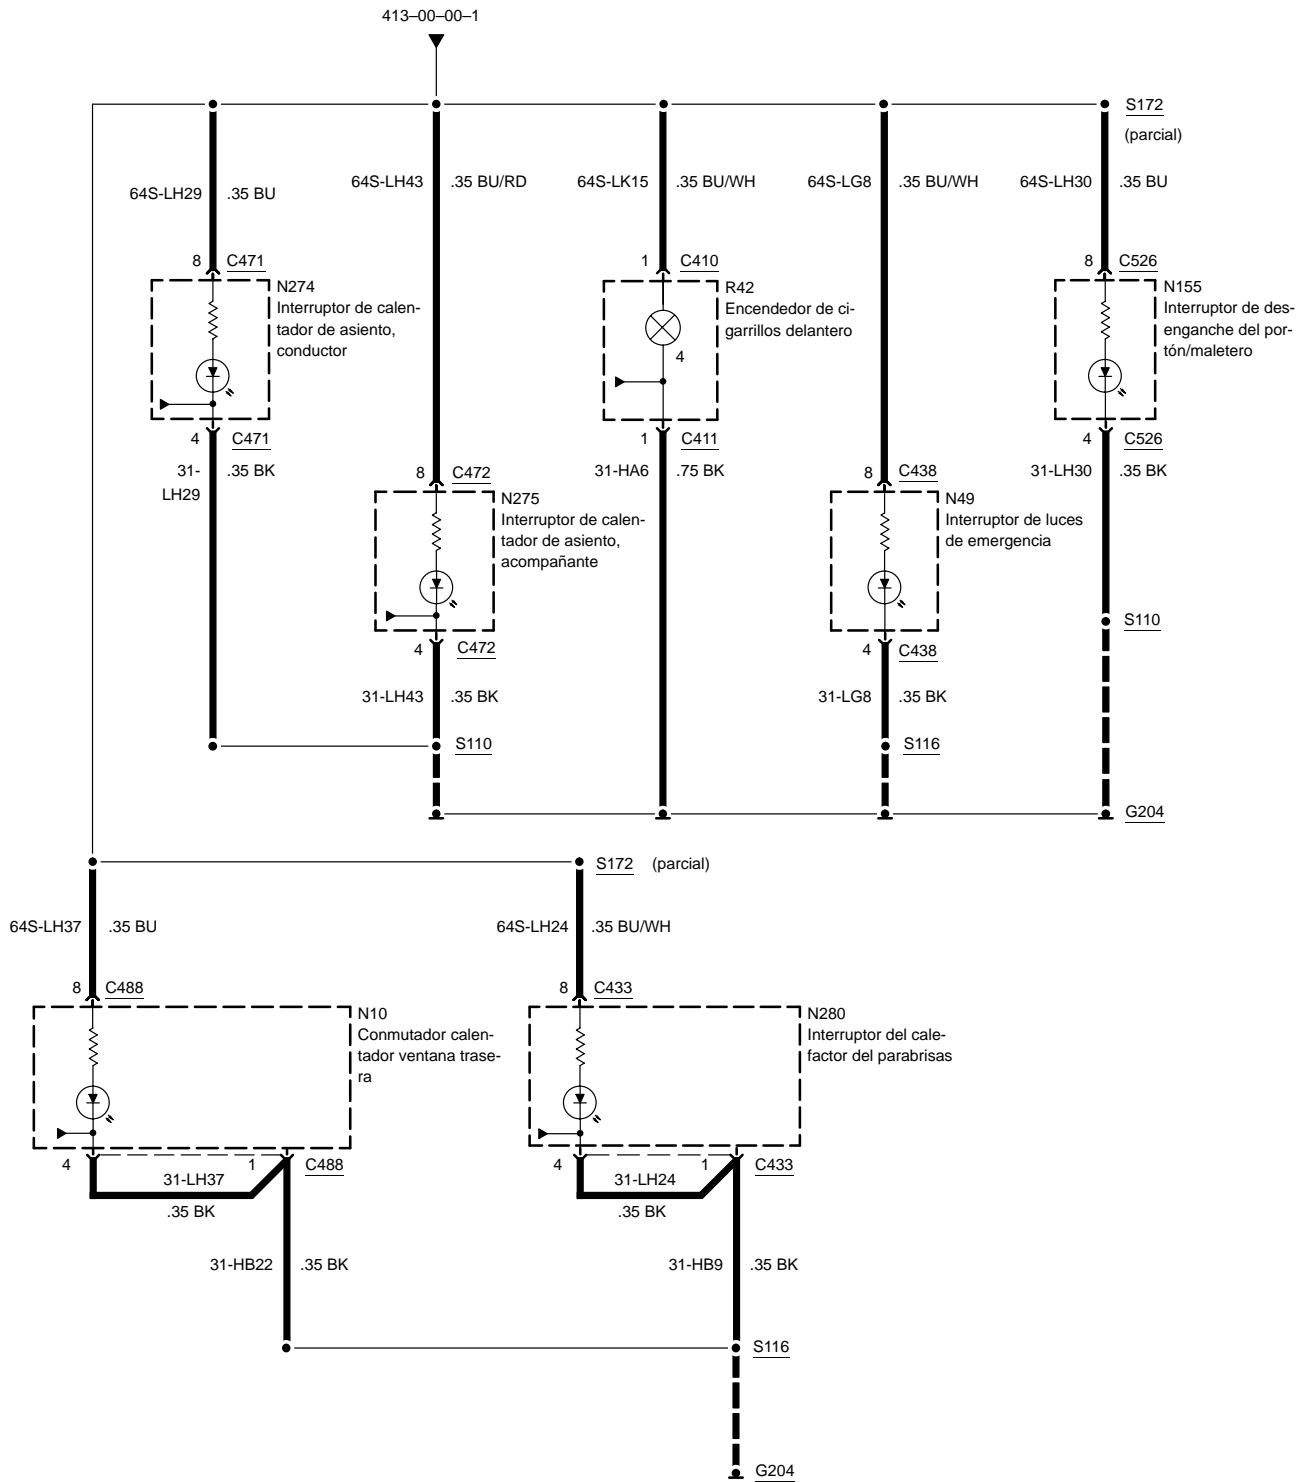 413–00–00–1
S172
(parcial)
64S-LH29 .35 BU
64S-LH43 .35 BU/RD
64S-LK15 .35 BU/WH
64S-LG8 .35 BU/WH
64S-LH30 .35 BU
8 C471
N274
Interruptor de calen-
tador de asiento,
conductor
4 C471
31- .35 BK
LH29
8 C472
N275
Interruptor de calen-
tador de asiento,
acompañante
4 C472
31-LH43 .35 BK
S110
1 C410
R42
Encendedor de ci-
garrillos delantero
4
1 C411
31-HA6 .75 BK
8 C438
N49
Interruptor de luces
de emergencia
4 C438
31-LG8 .35 BK
S116
8 C526
N155
Interruptor de des-
enganche del por-
tón/maletero
4 C526
31-LH30 .35 BK
S110
G204
S172 (parcial)
64S-LH37 .35 BU
64S-LH24 .35 BU/WH
8 C488
N10
Conmutador calen-
tador ventana trase-
ra
4 1 C488
31-LH37
.35 BK
31-HB22 .35 BK
8 C433
N280
Interruptor del cale-
factor del parabrisas
4 1 C433
31-LH24
.35 BK
31-HB9 .35 BK
S116
G204